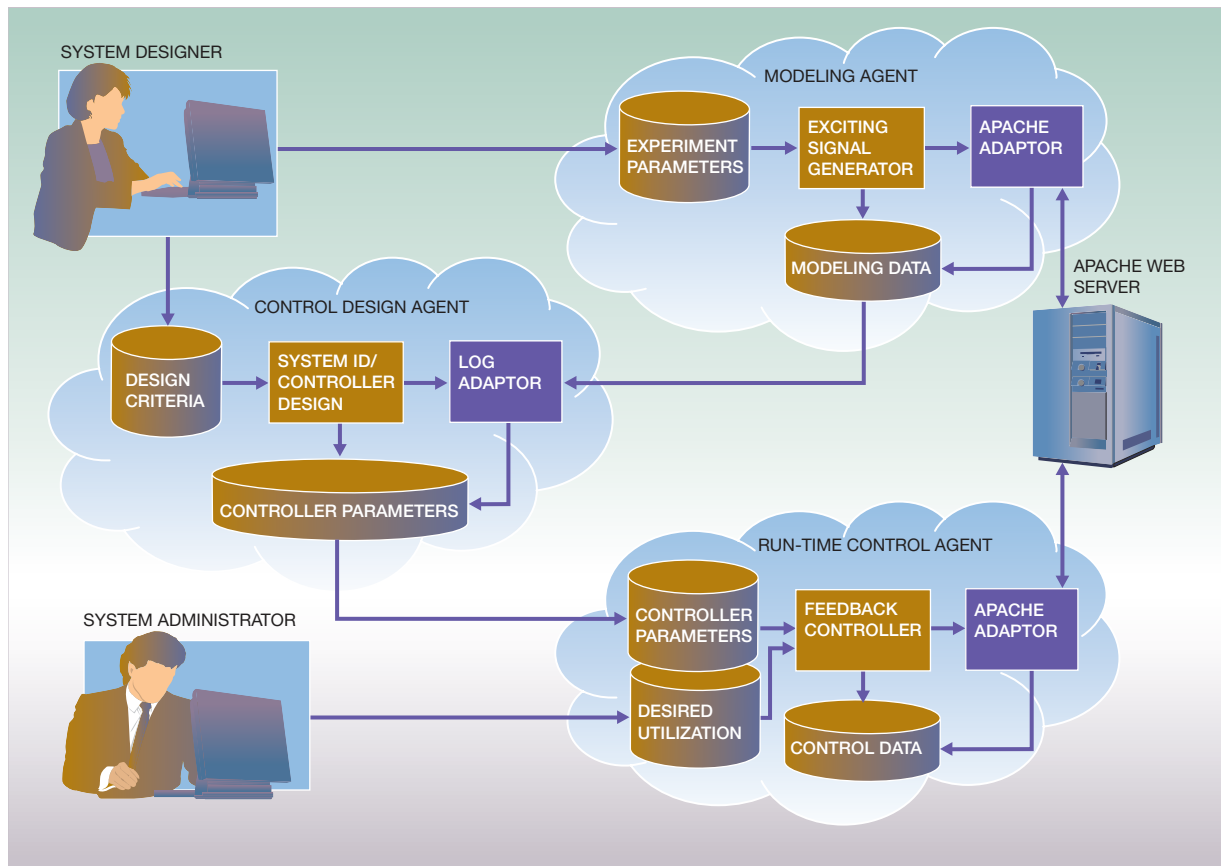 SYSTEM DESIGNER
MODELING AGENT
EXPERIMENT
PARAMETERS
EXCITING
SIGNAL
GENERATOR
APACHE
ADAPTOR
MODELING DATA
APACHE WEB
SERVER
CONTROL DESIGN AGENT
DESIGN
CRITERIA
SYSTEM ID/
CONTROLLER
DESIGN
LOG
ADAPTOR
CONTROLLER PARAMETERS
RUN-TIME CONTROL AGENT
SYSTEM ADMINISTRATOR
CONTROLLER
PARAMETERS
FEEDBACK
CONTROLLER
APACHE
ADAPTOR
DESIRED
UTILIZATION
CONTROL DATA